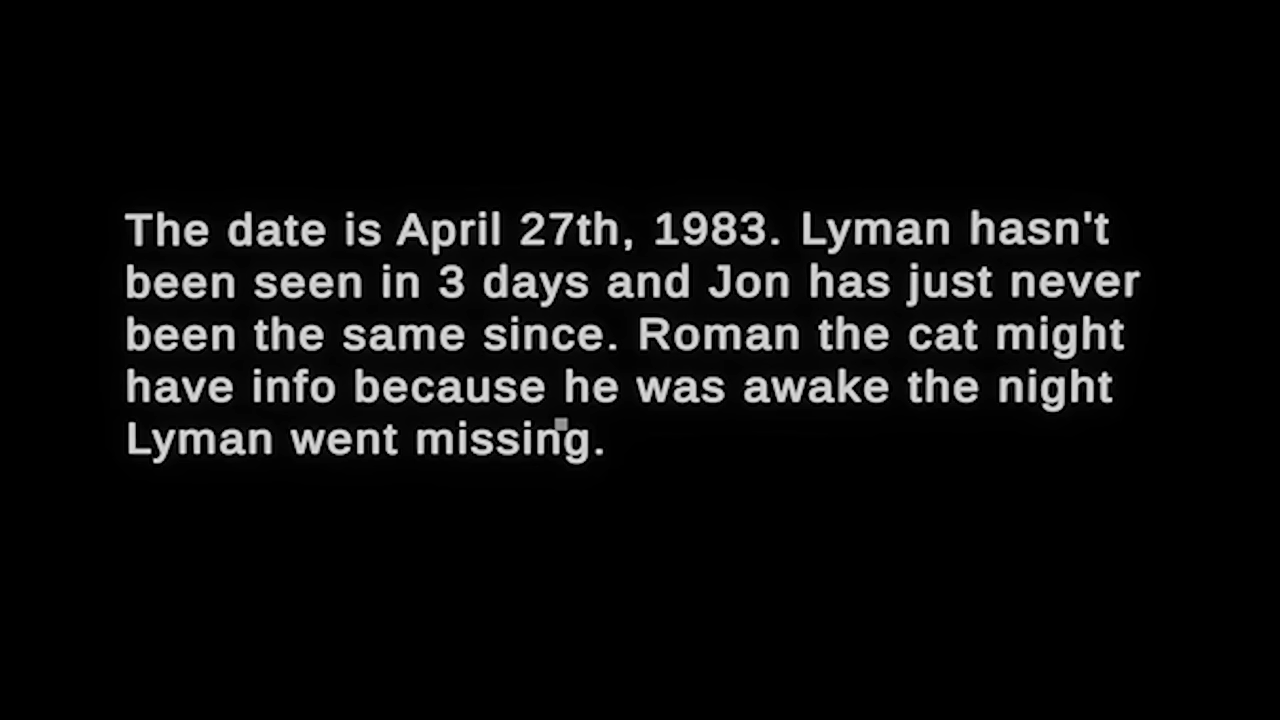 The date is April 27th, 1983. Lyman hasn't
been seen in 3 days and Jon has just never
been the same since. Roman the cat might
have info because he was awake the night
Lyman went missing.